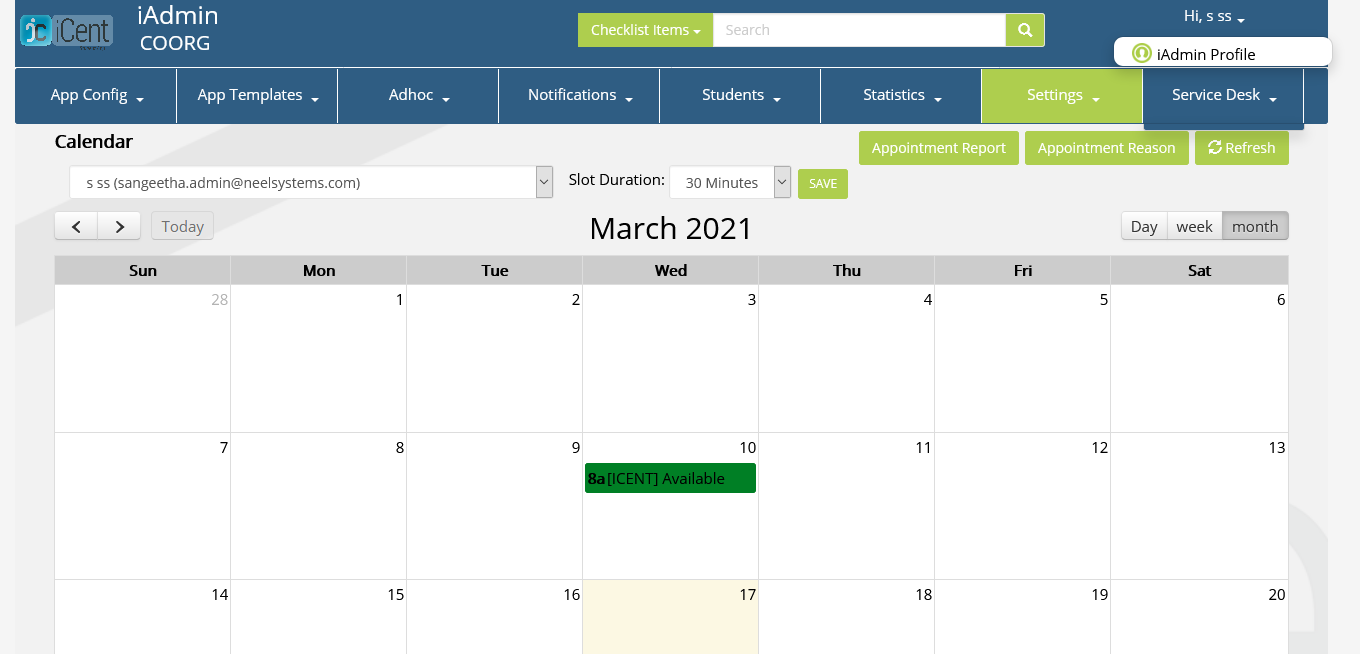 iCent
iAdmin
COORG
Checklist Items
Search
Hi, s ss
iAdmin Profile
App Config
App Templates
Adhoc
Notifications
Students
Statistics
Settings
Service Desk
Calendar
Appointment Report
Appointment Reason
Refresh
s ss (sangeetha.admin@neelsystems.com)
Slot Duration:
30 Minutes
SAVE
Today
March 2021
Day
week
month
Sun Mon Tue Wed Thu Fri Sat
28 1 2 3 4 5 6
7 8 9 10 11 12 13
8a [ICENT] Available
14 15 16 17 18 19 20